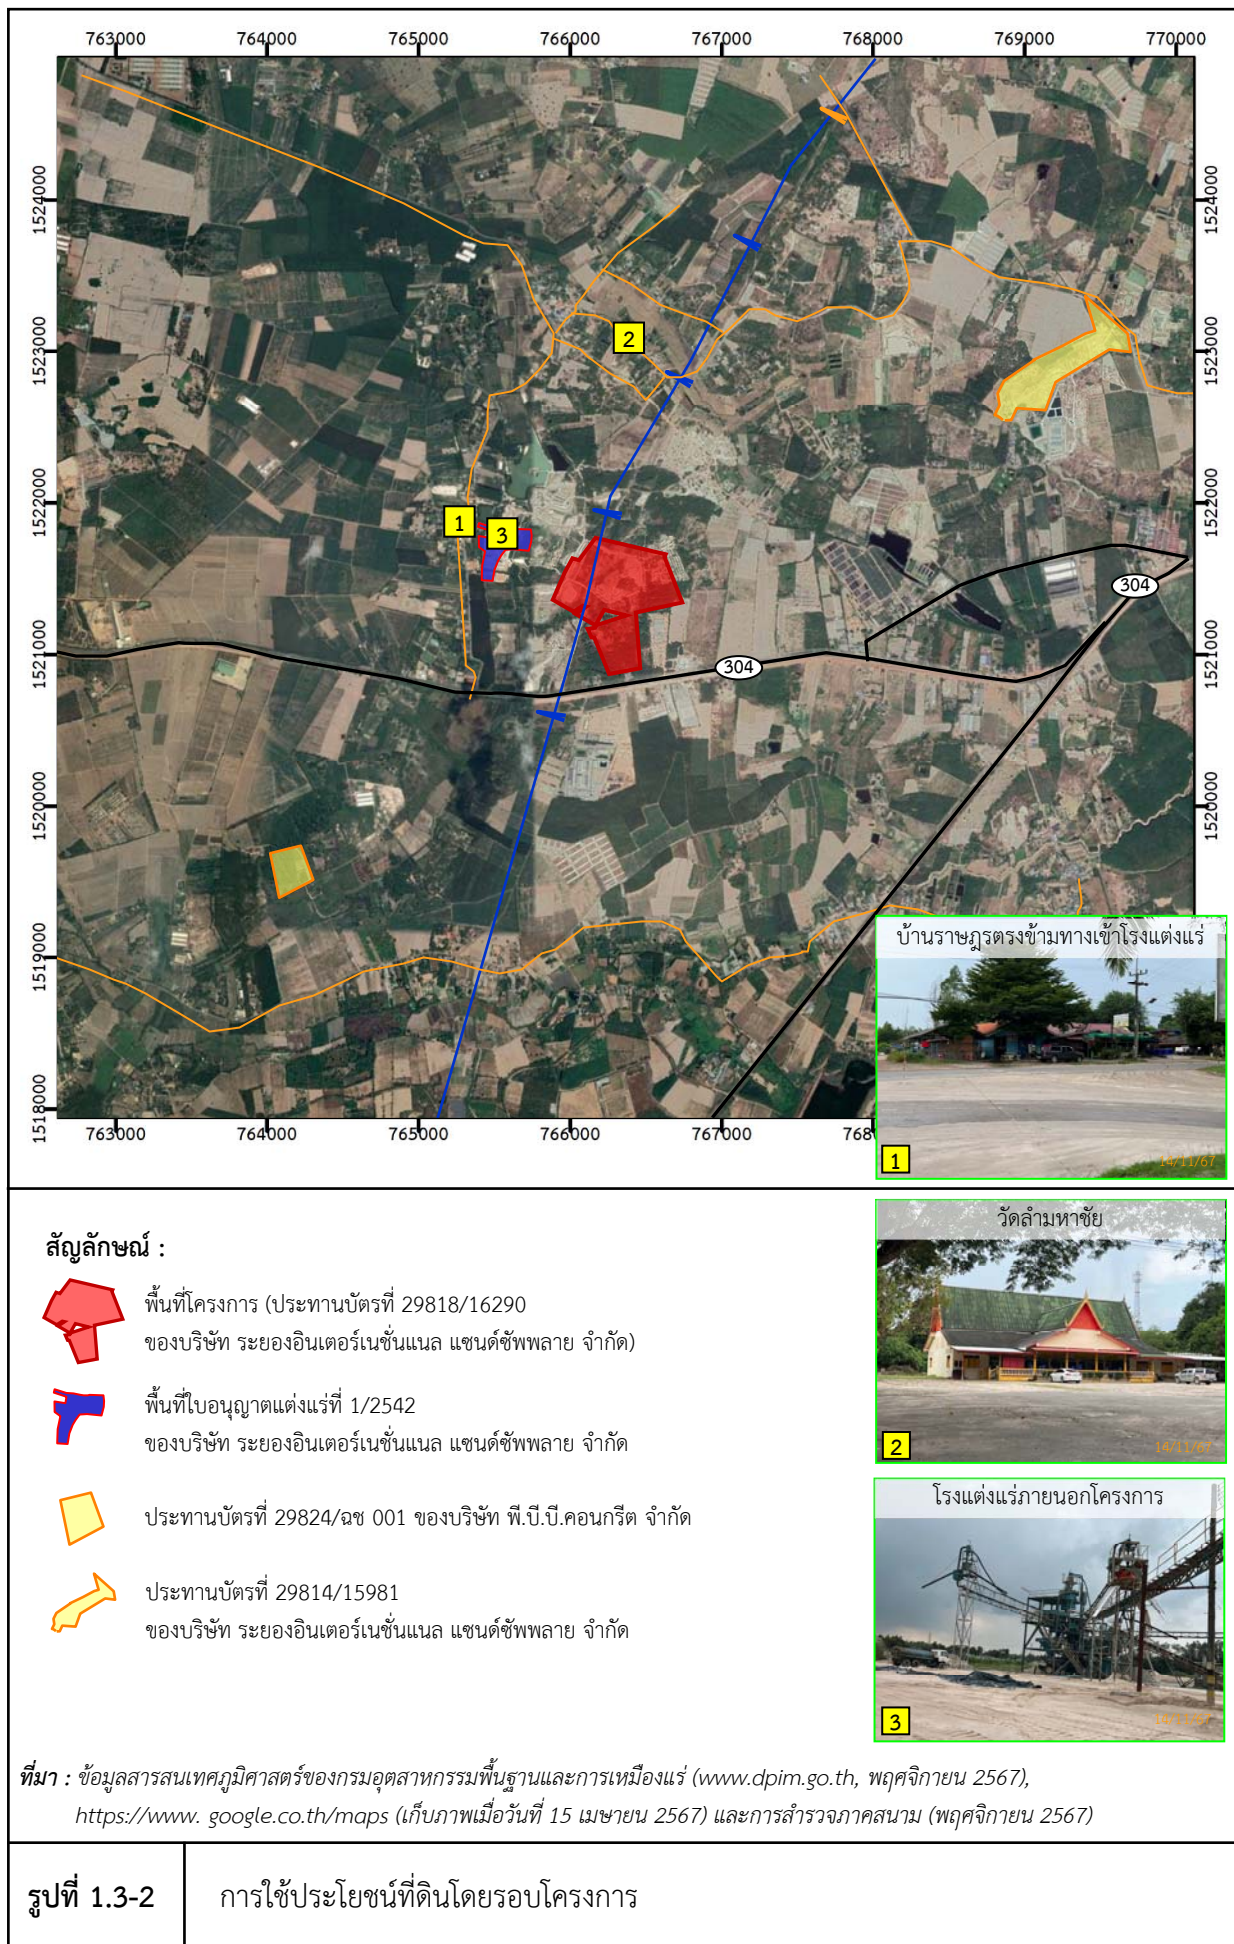 763000 764000 765000 766000 767000 768000 769000 770000
1524000 1524000
1523000 1523000
1522000 1522000
1521000 1521000
1520000 1520000
1519000
1518000
2
1
3
304
304
763000 764000 765000 766000 767000
บ้านราษฎรตรงข้ามทางเข้าโรงแต่งแร่
1
14/11/67
วัดลำมหาชัย
2
14/11/67
โรงแต่งแร่ภายนอกโครงการ
3
14/11/67
สัญลักษณ์ :
พื้นที่โครงการ (ประทานบัตรที่ 29818/16290
ของบริษัท ระยองอินเตอร์เนชั่นแนล แซนด์ซัพพลาย จำกัด)
พื้นที่ใบอนุญาตแต่งแร่ที่ 1/2542
ของบริษัท ระยองอินเตอร์เนชั่นแนล แซนด์ซัพพลาย จำกัด
ประทานบัตรที่ 29824/ฉช 001 ของบริษัท พี.บี.บี.คอนกรีต จำกัด
ประทานบัตรที่ 29814/15981
ของบริษัท ระยองอินเตอร์เนชั่นแนล แซนด์ซัพพลาย จำกัด
ที่มา : ข้อมูลสารสนเทศภูมิศาสตร์ของกรมอุตสาหกรรมพื้นฐานและการเหมืองแร่ (www.dpim.go.th, พฤศจิกายน 2567),
https://www. google.co.th/maps (เก็บภาพเมื่อวันที่ 15 เมษายน 2567) และการสำรวจภาคสนาม (พฤศจิกายน 2567)
รูปที่ 1.3-2
การใช้ประโยชน์ที่ดินโดยรอบโครงการ